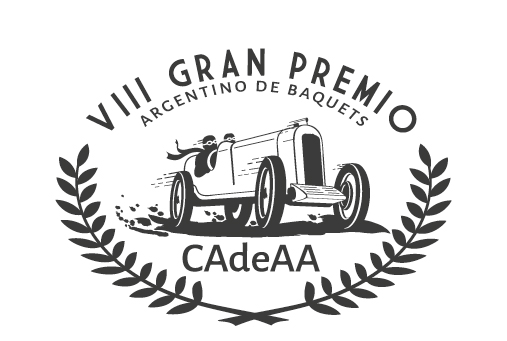 VIII GRAN PREMIO
ARGENTINO DE BAQUETS
CAdeAA